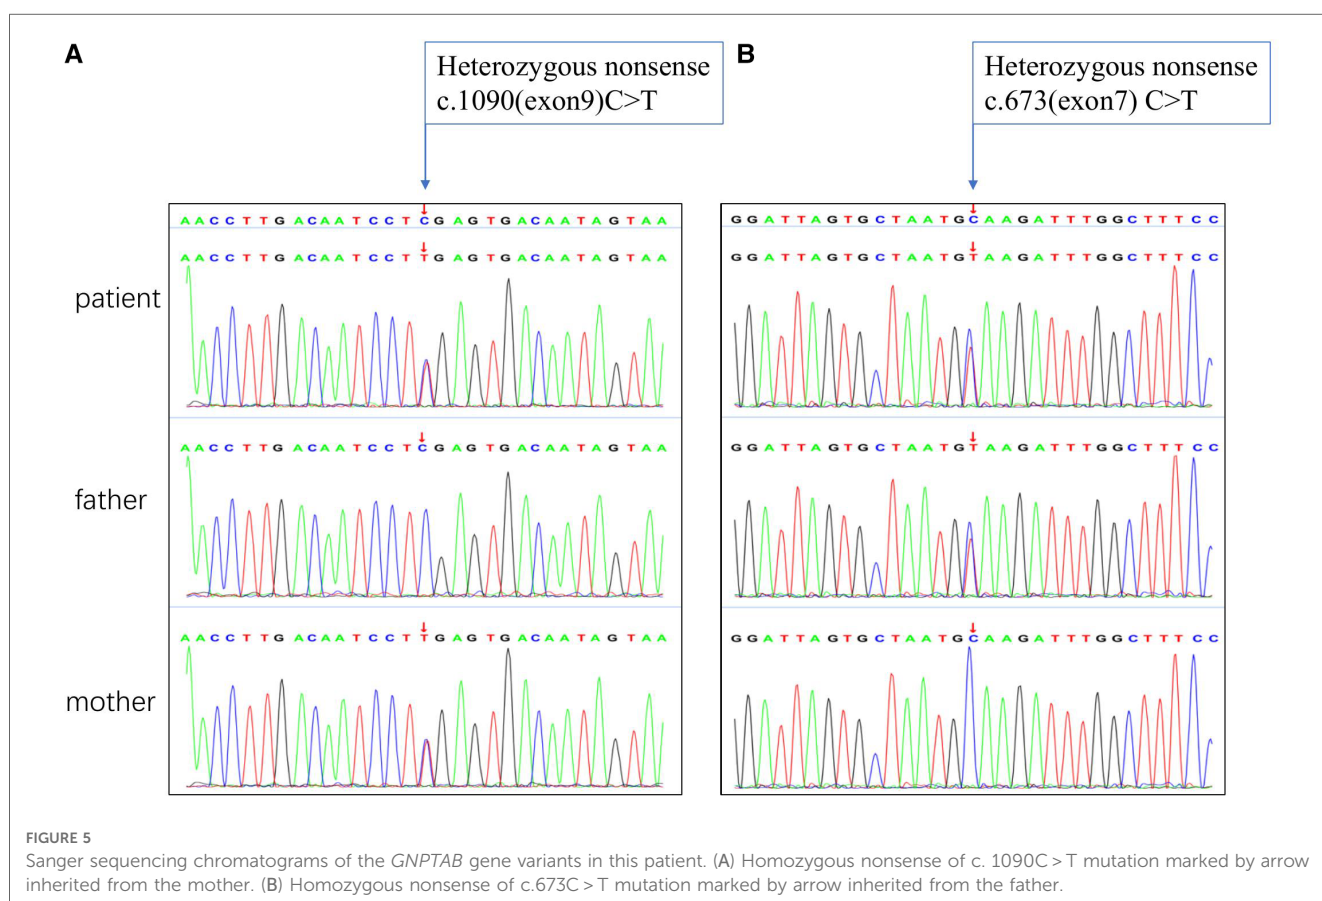 A
Heterozygous nonsense
c.1090(exon9)C>T
B
Heterozygous nonsense
c.673(exon7) C>T
AACCTTGACAATCCTCGAGTGACAATAGTAA
GGATTAGTGCTAATGCAAGATTTGGCTTTCC
patient
AACCTTGACAATCCTTGAGTGACAATAGTAA
GGATTAGTGCTAATGTAAGATTTGGCTTTCC
father
AACCTTGACAATCCTCGAGTGACAATAGTAA
GGATTAGTGCTAATGTAAGATTTGGCTTTCC
mother
AACCTTGACAATCCTTGAGTGACAATAGTAA
GGATTAGTGCTAATGCAAGATTTGGCTTTCC
FIGURE 5
Sanger sequencing chromatograms of the GNPTAB gene variants in this patient. (A) Homozygous nonsense of c. 1090C > T mutation marked by arrow
inherited from the mother. (B) Homozygous nonsense of c.673C > T mutation marked by arrow inherited from the father.